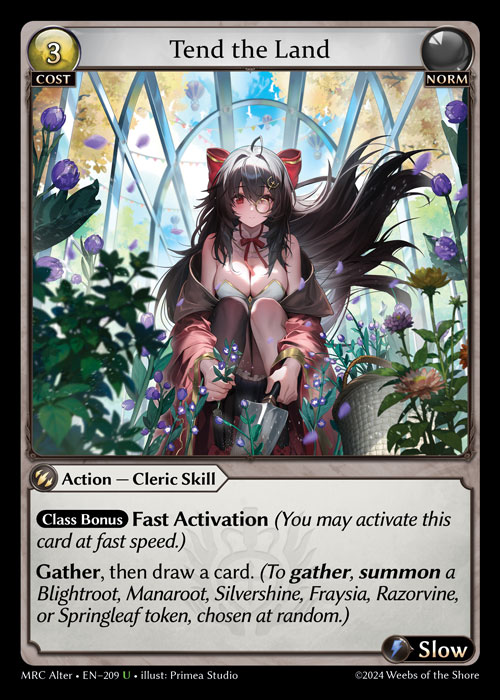 3
Tend the Land
COST
NORM
Action — Cleric Skill
Class Bonus Fast Activation (You may activate this
card at fast speed.)
Gather, then draw a card. (To gather, summon a
Blightroot, Manaroot, Silvershine, Fraysia, Razorvine,
or Springleaf token, chosen at random.)
Slow
MRC Alter • EN–209 U • illust: Primea Studio
©2024 Weebs of the Shore